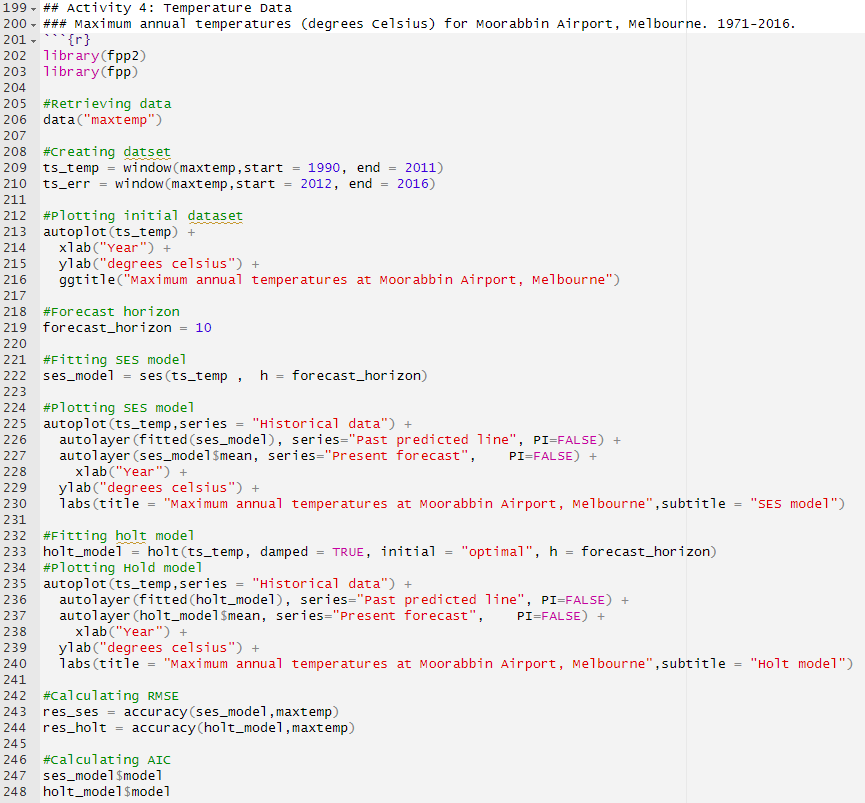 199 ## Activity 4: Temperature Data
200 ### Maximum annual temperatures (degrees Celsius) for Moorabbin Airport, Melbourne. 1971-2016.
201 ```{r}
202 library(fpp2)
203 library(fpp)
204
205 #Retrieving data
206 data("maxtemp")
207
208 #Creating datset
209 ts_temp = window(maxtemp,start = 1990, end = 2011)
210 ts_err = window(maxtemp,start = 2012, end = 2016)
211
212 #Plotting initial dataset
213 autoplot(ts_temp) +
214   xlab("Year") +
215   ylab("degrees celsius") +
216   ggtitle("Maximum annual temperatures at Moorabbin Airport, Melbourne")
217
218 #Forecast horizon
219 forecast_horizon = 10
220
221 #Fitting SES model
222 ses_model = ses(ts_temp ,  h = forecast_horizon)
223
224 #Plotting SES model
225 autoplot(ts_temp,series = "Historical data") +
226   autolayer(fitted(ses_model), series="Past predicted line", PI=FALSE) +
227   autolayer(ses_model$mean, series="Present forecast",    PI=FALSE) +
228     xlab("Year") +
229   ylab("degrees celsius") +
230   labs(title = "Maximum annual temperatures at Moorabbin Airport, Melbourne",subtitle = "SES model")
231
232 #Fitting holt model
233 holt_model = holt(ts_temp, damped = TRUE, initial = "optimal", h = forecast_horizon)
234 #Plotting Hold model
235 autoplot(ts_temp,series = "Historical data") +
236   autolayer(fitted(holt_model), series="Past predicted line", PI=FALSE) +
237   autolayer(holt_model$mean, series="Present forecast",    PI=FALSE) +
238     xlab("Year") +
239   ylab("degrees celsius") +
240   labs(title = "Maximum annual temperatures at Moorabbin Airport, Melbourne",subtitle = "Holt model")
241
242 #Calculating RMSE
243 res_ses = accuracy(ses_model,maxtemp)
244 res_holt = accuracy(holt_model,maxtemp)
245
246 #Calculating AIC
247 ses_model$model
248 holt_model$model